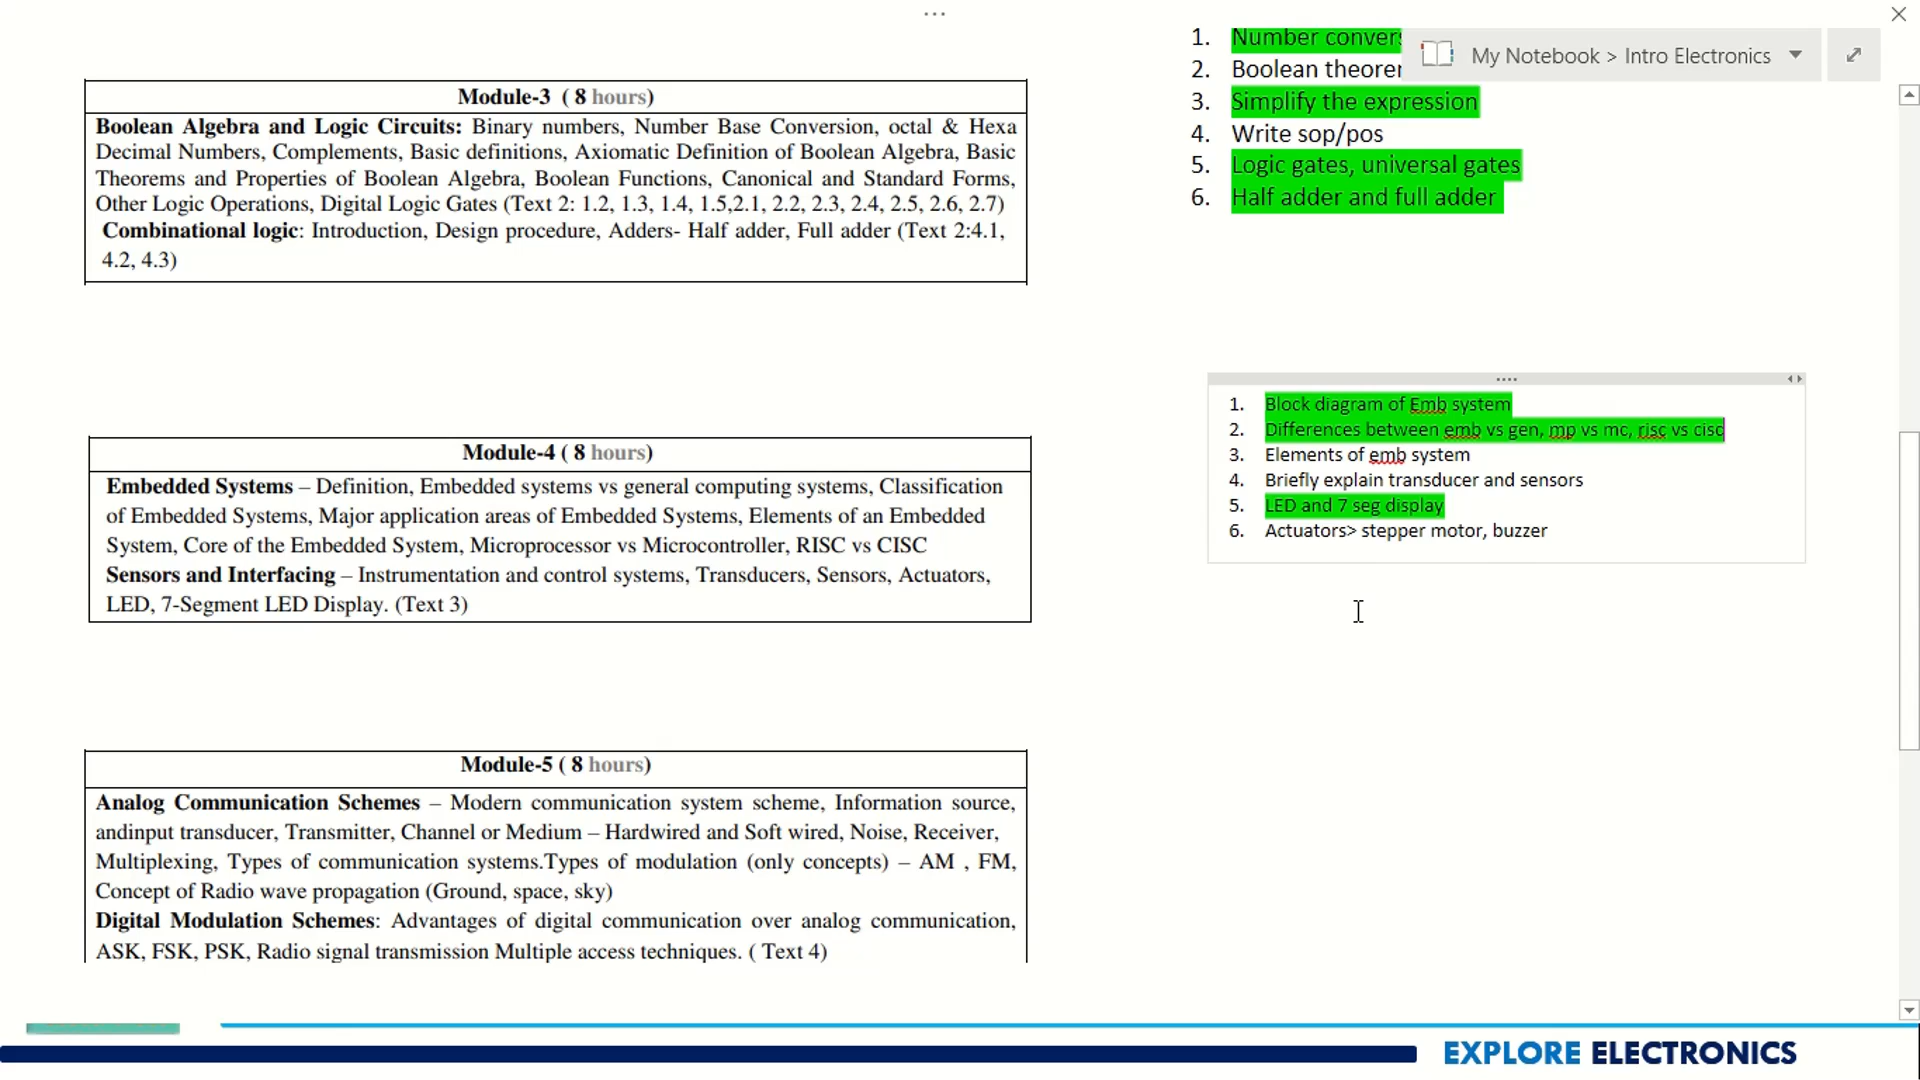 ...
1. Number convers
My Notebook > Intro Electronics
2. Boolean theorer
3. Simplify the expression
4. Write sop/pos
5. Logic gates, universal gates
6. Half adder and full adder
Module-3 ( 8 hours)
Boolean Algebra and Logic Circuits: Binary numbers, Number Base Conversion, octal & Hexa
Decimal Numbers, Complements, Basic definitions, Axiomatic Definition of Boolean Algebra, Basic
Theorems and Properties of Boolean Algebra, Boolean Functions, Canonical and Standard Forms,
Other Logic Operations, Digital Logic Gates (Text 2: 1.2, 1.3, 1.4, 1.5,2.1, 2.2, 2.3, 2.4, 2.5, 2.6, 2.7)
Combinational logic: Introduction, Design procedure, Adders- Half adder, Full adder (Text 2:4.1,
4.2, 4.3)
1. Block diagram of Emb system
2. Differences between emb vs gen, mp vs mc, risc vs cisc
3. Elements of emb system
4. Briefly explain transducer and sensors
5. LED and 7 seg display
6. Actuators> stepper motor, buzzer
Module-4 ( 8 hours)
Embedded Systems – Definition, Embedded systems vs general computing systems, Classification
of Embedded Systems, Major application areas of Embedded Systems, Elements of an Embedded
System, Core of the Embedded System, Microprocessor vs Microcontroller, RISC vs CISC
Sensors and Interfacing – Instrumentation and control systems, Transducers, Sensors, Actuators,
LED, 7-Segment LED Display. (Text 3)
Module-5 ( 8 hours)
Analog Communication Schemes – Modern communication system scheme, Information source,
andinput transducer, Transmitter, Channel or Medium – Hardwired and Soft wired, Noise, Receiver,
Multiplexing, Types of communication systems.Types of modulation (only concepts) – AM , FM,
Concept of Radio wave propagation (Ground, space, sky)
Digital Modulation Schemes: Advantages of digital communication over analog communication,
ASK, FSK, PSK, Radio signal transmission Multiple access techniques. ( Text 4)
EXPLORE ELECTRONICS